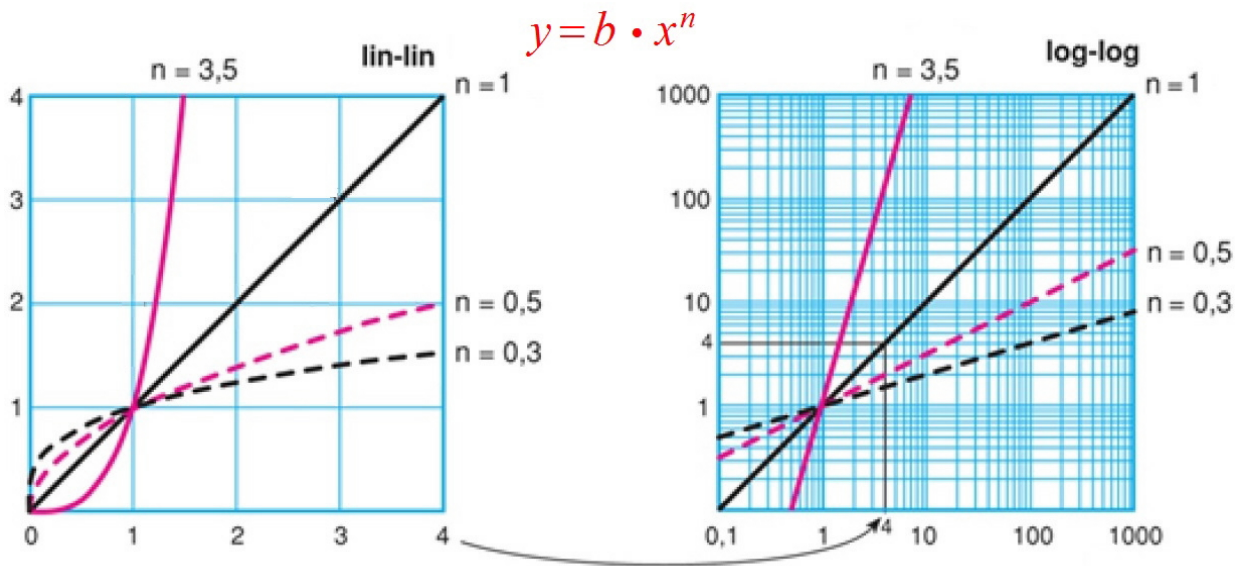 y = b • xⁿ
lin-lin
n = 3,5
n = 1
4
3
2
1
n = 0,5
n = 0,3
0 1 2 3 4
log-log
n = 3,5
n = 1
1000
100
10
4
1
n = 0,5
n = 0,3
0,1 1 4 10 100 1000